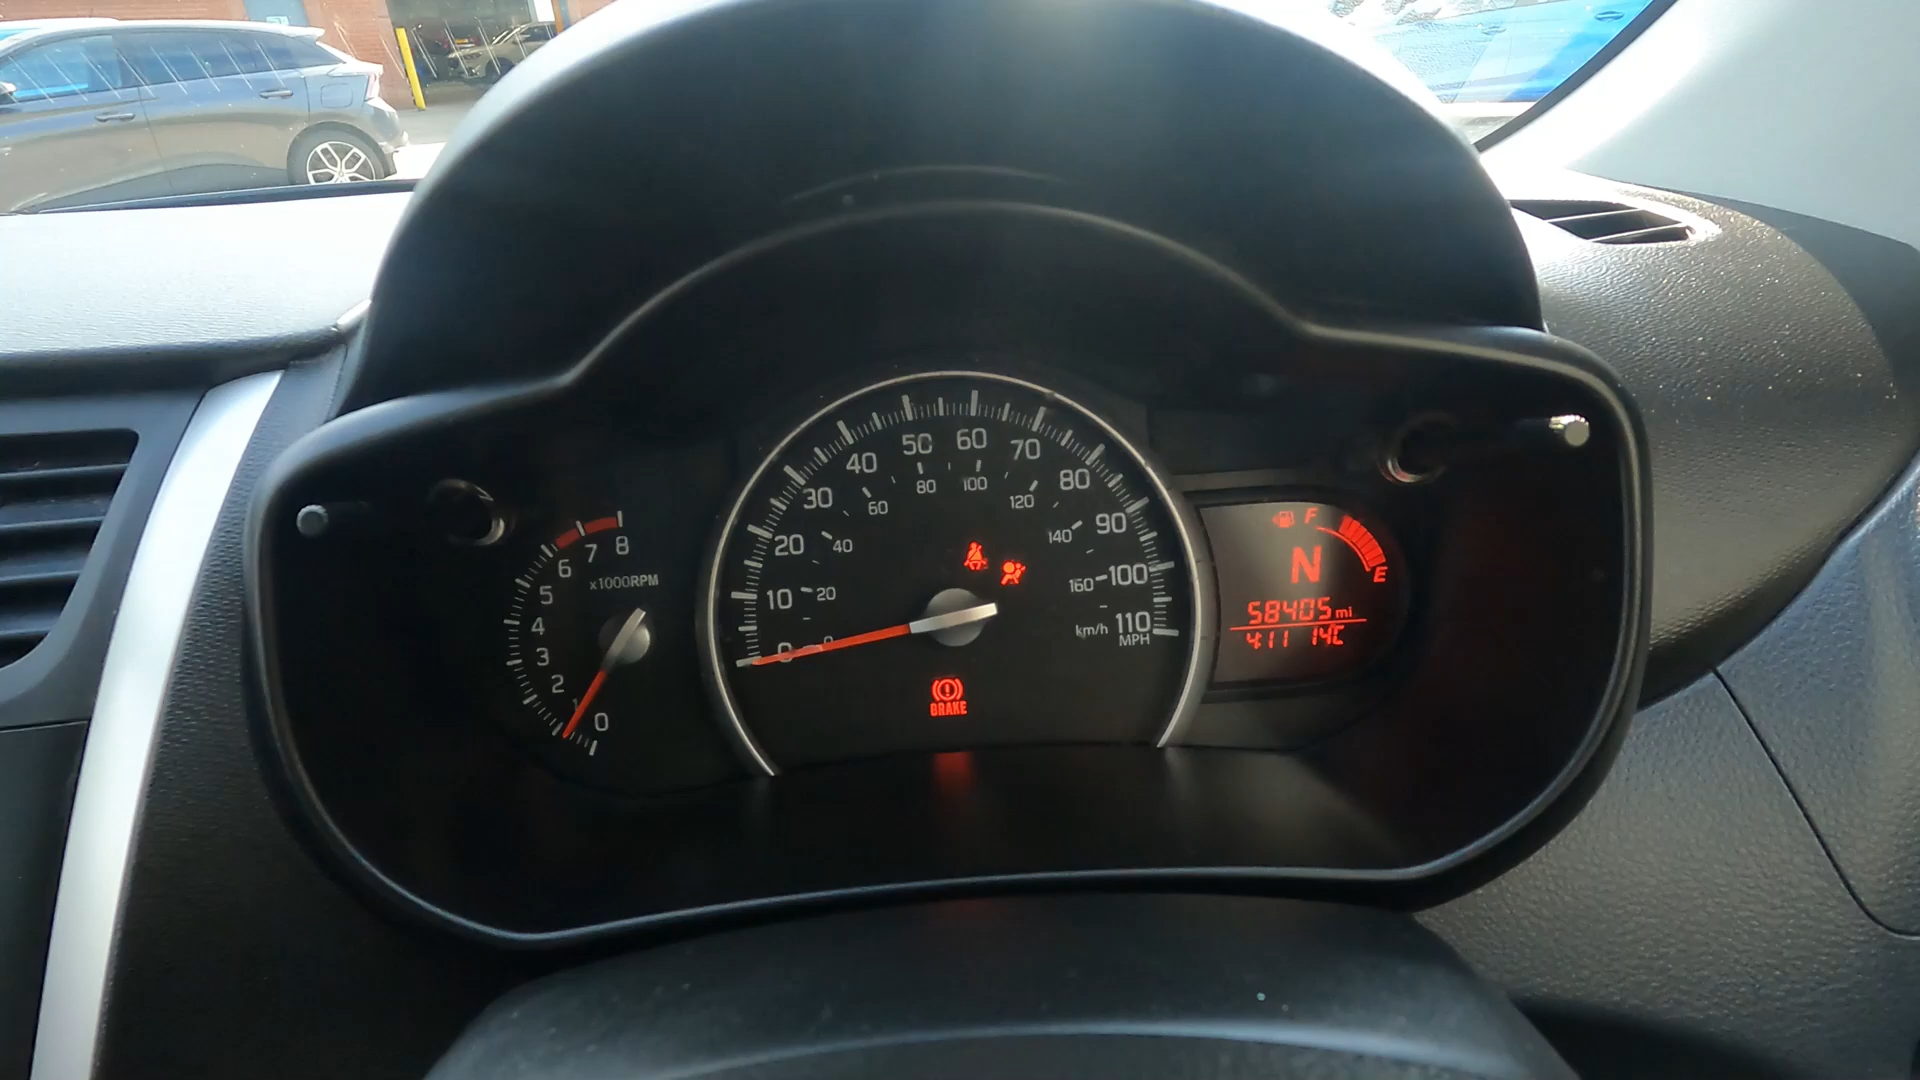 0 1 2 3 4 5 6 7 8
x1000RPM
0 10 20 30 40 50 60 70 80 90 100 110
MPH
0 20 40 60 80 100 120 140 160
km/h
BRAKE
F
E
N
58405 mi
4:11 14C